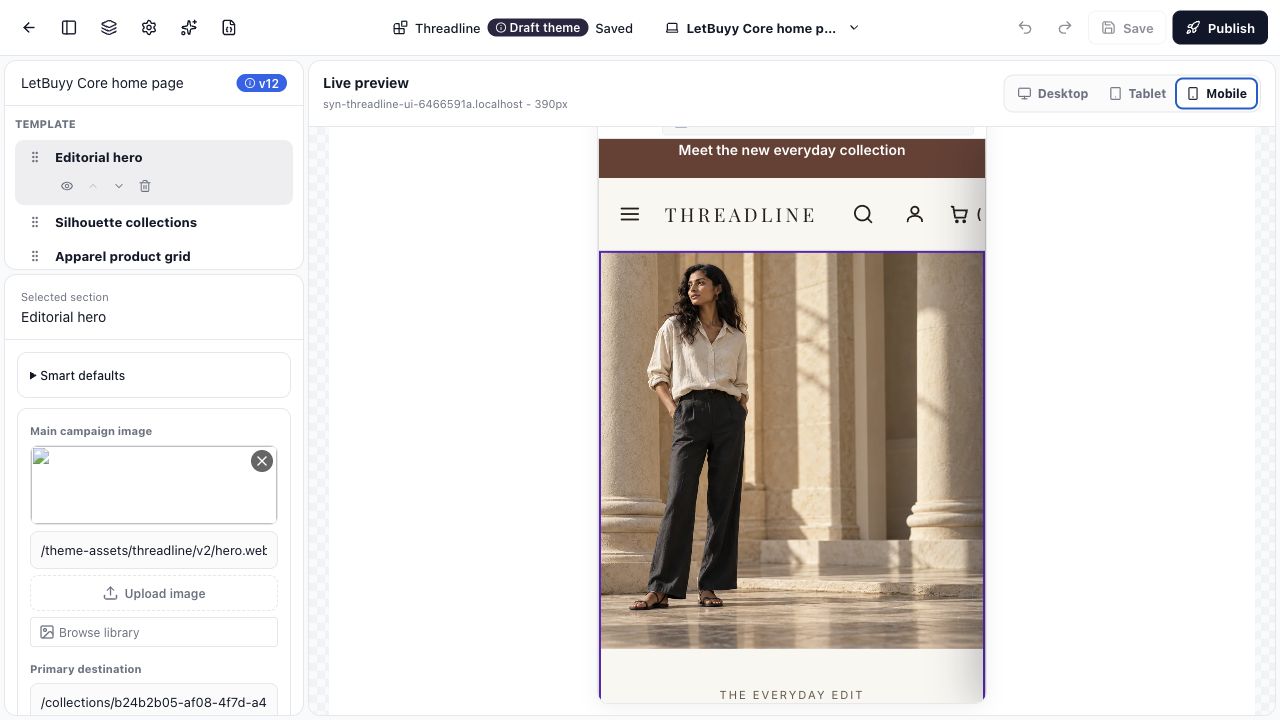 Threadline
Draft theme
Saved
LetBuyy Core home p...
Save
Publish
LetBuyy Core home page
v12
TEMPLATE
Editorial hero
Silhouette collections
Apparel product grid
Selected section
Editorial hero
Smart defaults
Main campaign image
/theme-assets/threadline/v2/hero.web
Upload image
Browse library
Primary destination
/collections/b24b2b05-af08-4f7d-a4
Live preview
syn-threadline-ui-6466591a.localhost - 390px
Desktop
Tablet
Mobile
Meet the new everyday collection
THREADLINE
(
THE EVERYDAY EDIT